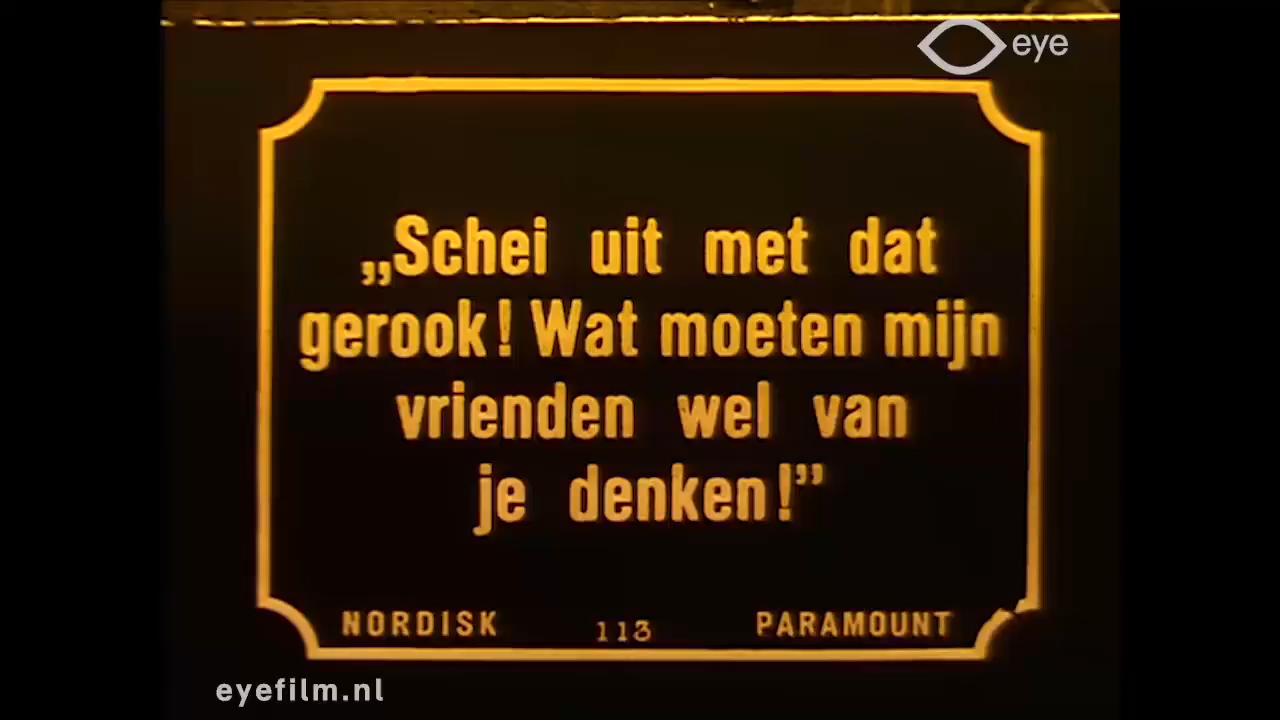 eye
„Schei uit met dat
gerook! Wat moeten mijn
vrienden wel van
je denken!”
NORDISK 113 PARAMOUNT
eyefilm.nl